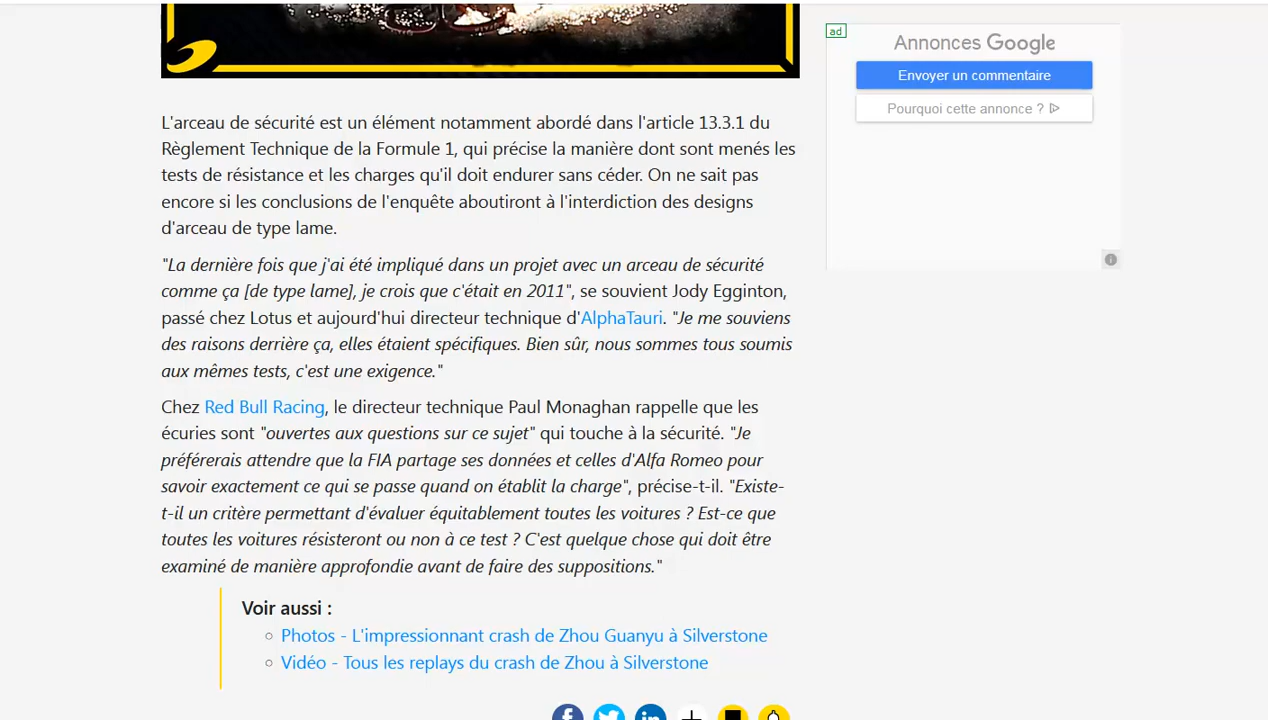 ad
Annonces Google
Envoyer un commentaire
Pourquoi cette annonce ?
L'arceau de sécurité est un élément notamment abordé dans l'article 13.3.1 du
Règlement Technique de la Formule 1, qui précise la manière dont sont menés les
tests de résistance et les charges qu'il doit endurer sans céder. On ne sait pas
encore si les conclusions de l'enquête aboutiront à l'interdiction des designs
d'arceau de type lame.
"La dernière fois que j'ai été impliqué dans un projet avec un arceau de sécurité
comme ça [de type lame], je crois que c'était en 2011", se souvient Jody Egginton,
passé chez Lotus et aujourd'hui directeur technique d'AlphaTauri. "Je me souviens
des raisons derrière ça, elles étaient spécifiques. Bien sûr, nous sommes tous soumis
aux mêmes tests, c'est une exigence."
Chez Red Bull Racing, le directeur technique Paul Monaghan rappelle que les
écuries sont "ouvertes aux questions sur ce sujet" qui touche à la sécurité. "Je
préférerais attendre que la FIA partage ses données et celles d'Alfa Romeo pour
savoir exactement ce qui se passe quand on établit la charge", précise-t-il. "Existe-
t-il un critère permettant d'évaluer équitablement toutes les voitures ? Est-ce que
toutes les voitures résisteront ou non à ce test ? C'est quelque chose qui doit être
examiné de manière approfondie avant de faire des suppositions."
Voir aussi :
Photos - L'impressionnant crash de Zhou Guanyu à Silverstone
Vidéo - Tous les replays du crash de Zhou à Silverstone